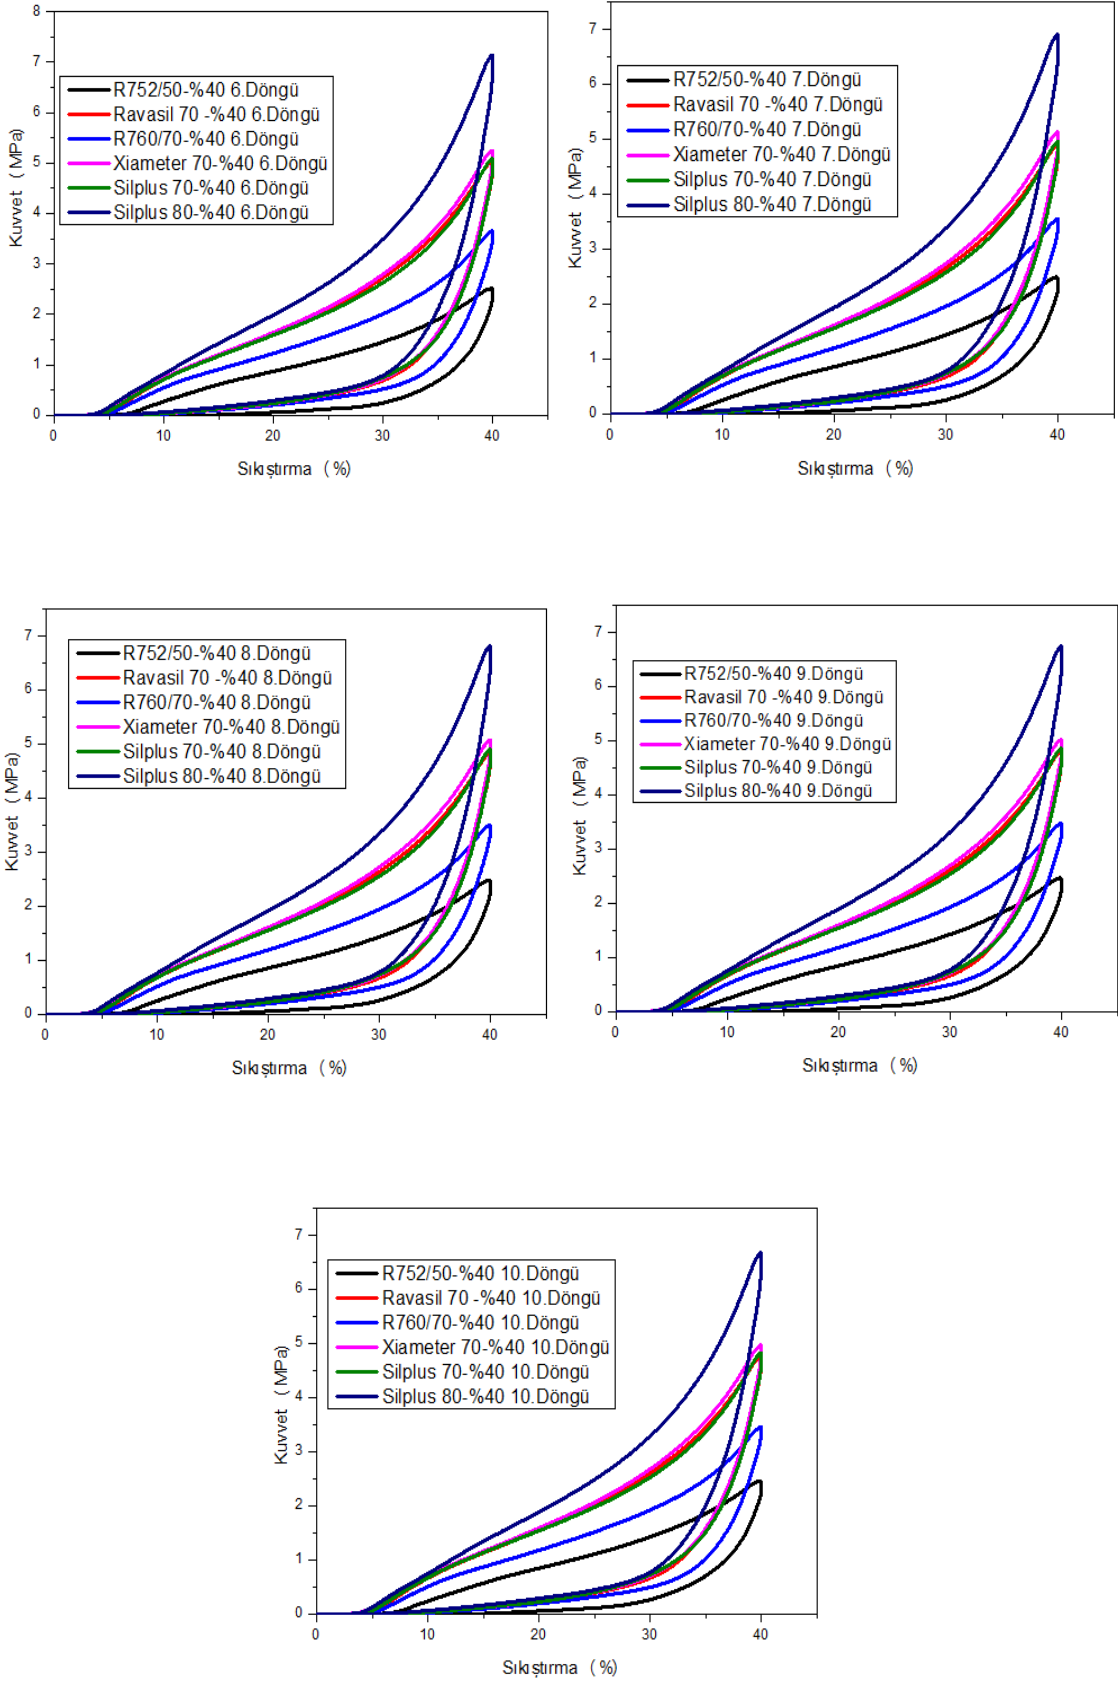 8
7
6
5
4
3
2
1
0
Kuvvet ( MPa)
R752/50-%40 6.Döngü
Ravasil 70 -%40 6.Döngü
R760/70-%40 6.Döngü
Xiameter 70-%40 6.Döngü
Silplus 70-%40 6.Döngü
Silplus 80-%40 6.Döngü
0 10 20 30 40
Sıkıştırma ( %)
7
6
5
4
3
2
1
0
Kuvvet ( MPa)
R752/50-%40 7.Döngü
Ravasil 70 -%40 7.Döngü
R760/70-%40 7.Döngü
Xiameter 70-%40 7.Döngü
Silplus 70-%40 7.Döngü
Silplus 80-%40 7.Döngü
0 10 20 30 40
Sıkıştırma ( %)
7
6
5
4
3
2
1
0
Kuvvet ( MPa)
R752/50-%40 8.Döngü
Ravasil 70 -%40 8.Döngü
R760/70-%40 8.Döngü
Xiameter 70-%40 8.Döngü
Silplus 70-%40 8.Döngü
Silplus 80-%40 8.Döngü
0 10 20 30 40
Sıkıştırma ( %)
7
6
5
4
3
2
1
0
Kuvvet ( MPa)
R752/50-%40 9.Döngü
Ravasil 70 -%40 9.Döngü
R760/70-%40 9.Döngü
Xiameter 70-%40 9.Döngü
Silplus 70-%40 9.Döngü
Silplus 80-%40 9.Döngü
0 10 20 30 40
Sıkıştırma ( %)
7
6
5
4
3
2
1
0
Kuvvet ( MPa)
R752/50-%40 10.Döngü
Ravasil 70 -%40 10.Döngü
R760/70-%40 10.Döngü
Xiameter 70-%40 10.Döngü
Silplus 70-%40 10.Döngü
Silplus 80-%40 10.Döngü
0 10 20 30 40
Sıkıştırma ( %)